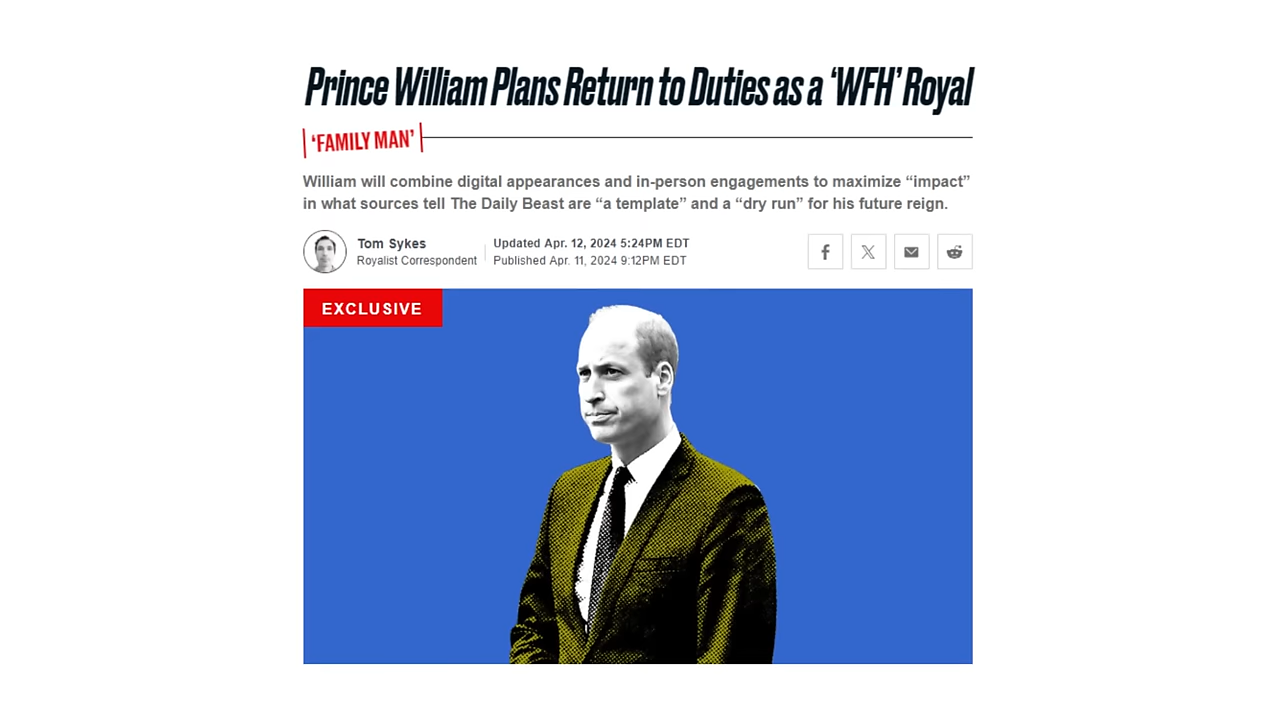 Prince William Plans Return to Duties as a ‘WFH’ Royal
‘FAMILY MAN’
William will combine digital appearances and in-person engagements to maximize “impact”
in what sources tell The Daily Beast are “a template” and a “dry run” for his future reign.
Tom Sykes
Royalist Correspondent
Updated Apr. 12, 2024 5:24PM EDT
Published Apr. 11, 2024 9:12PM EDT
EXCLUSIVE